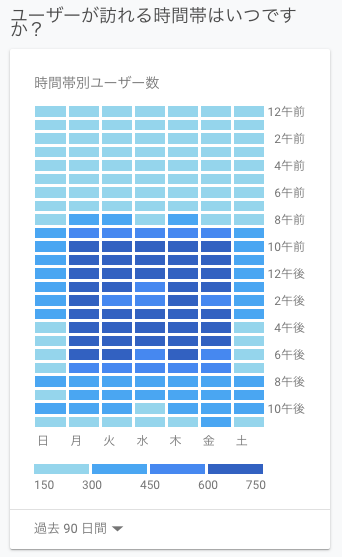 ユーザーが訪れる時間帯はいつです
か？
時間帯別ユーザー数
12午前
2午前
4午前
6午前
8午前
10午前
12午後
2午後
4午後
6午後
8午後
10午後
日 月 火 水 木 金 土
150 300 450 600 750
過去 90 日間